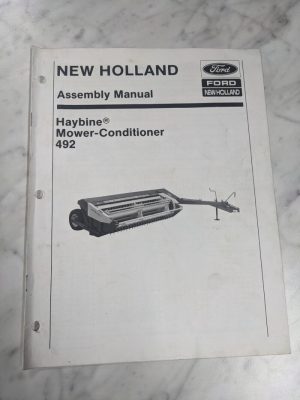 NEW HOLLAND
Assembly Manual
Haybine®
Mower-Conditioner
492
Ford
FORD
NEW HOLLAND